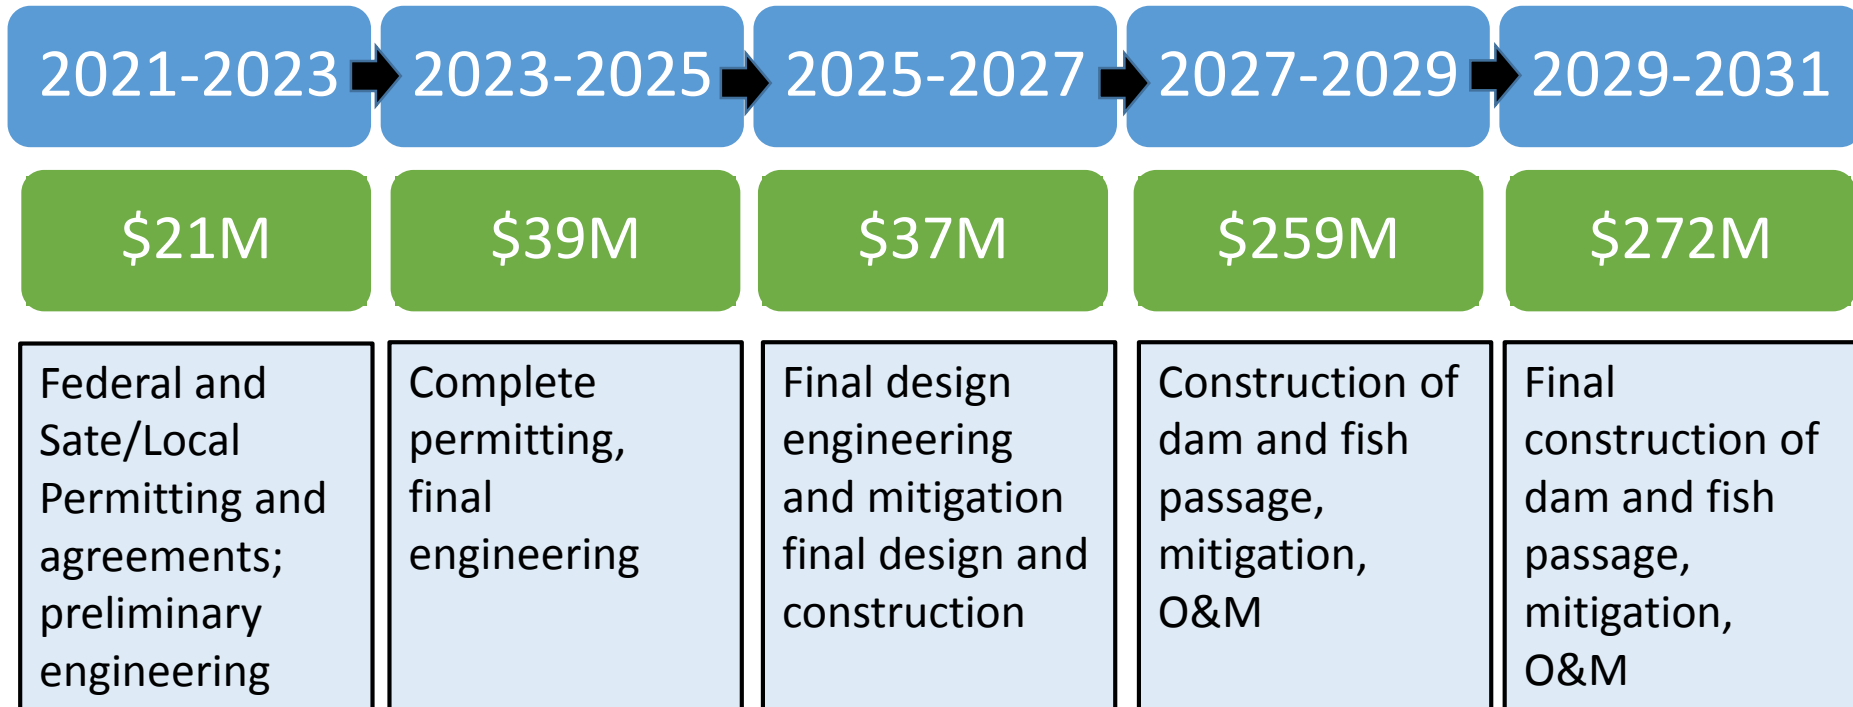 2021-2023
2023-2025
2025-2027
2027-2029
2029-2031
$21M
$39M
$37M
$259M
$272M
Federal and
Sate/Local
Permitting and
agreements;
preliminary
engineering
Complete
permitting,
final
engineering
Final design
engineering
and mitigation
final design and
construction
Construction of
dam and fish
passage,
mitigation,
O&M
Final
construction of
dam and fish
passage,
mitigation,
O&M